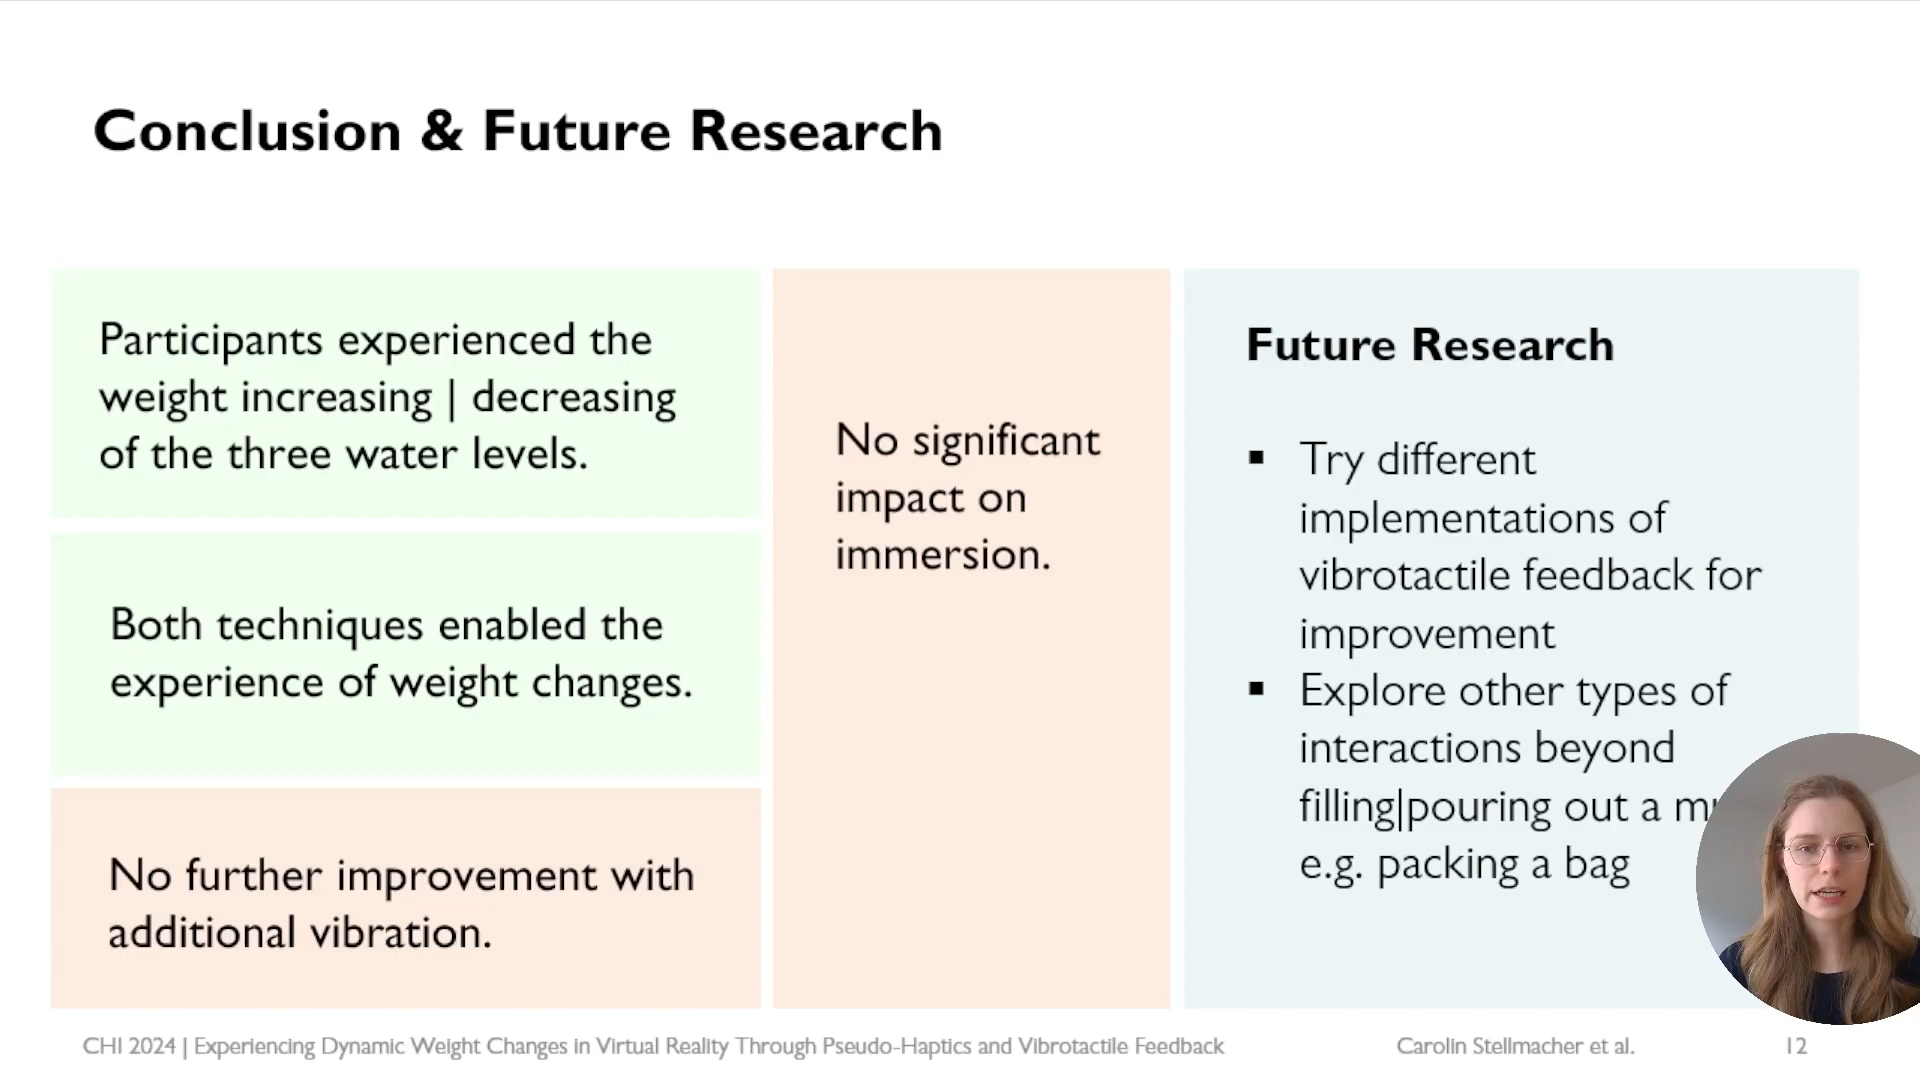 Conclusion & Future Research
Participants experienced the
weight increasing | decreasing
of the three water levels.
Both techniques enabled the
experience of weight changes.
No further improvement with
additional vibration.
No significant
impact on
immersion.
Future Research
▪ Try different
implementations of
vibrotactile feedback for
improvement
▪ Explore other types of
interactions beyond
filling|pouring out a
e.g. packing a bag
CHI 2024 | Experiencing Dynamic Weight Changes in Virtual Reality Through Pseudo-Haptics and Vibrotactile Feedback
Carolin Stellmacher et al.
12